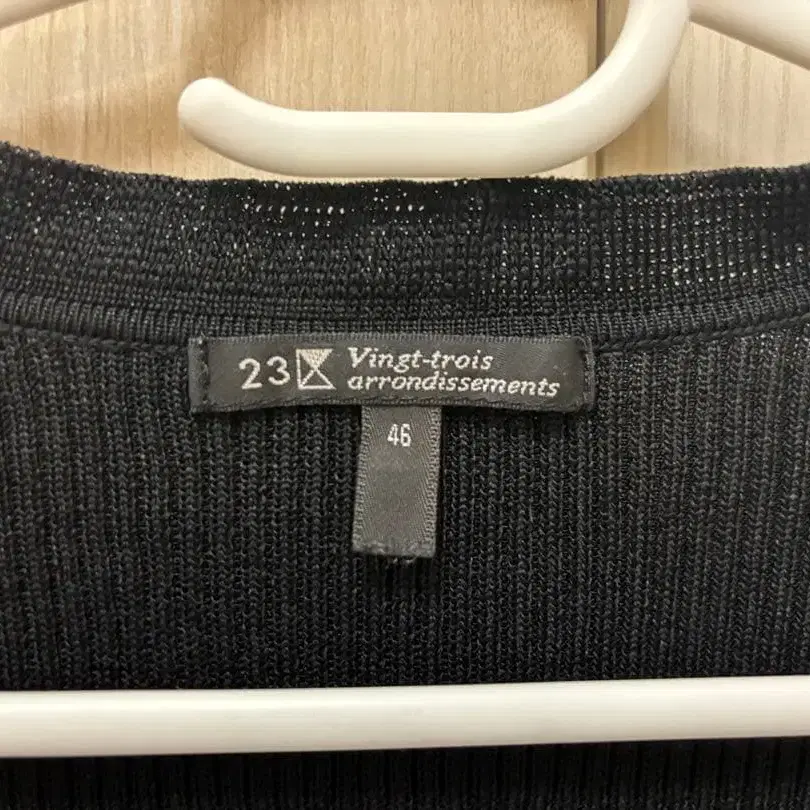 23 Vingt-trois
arrondissements
46